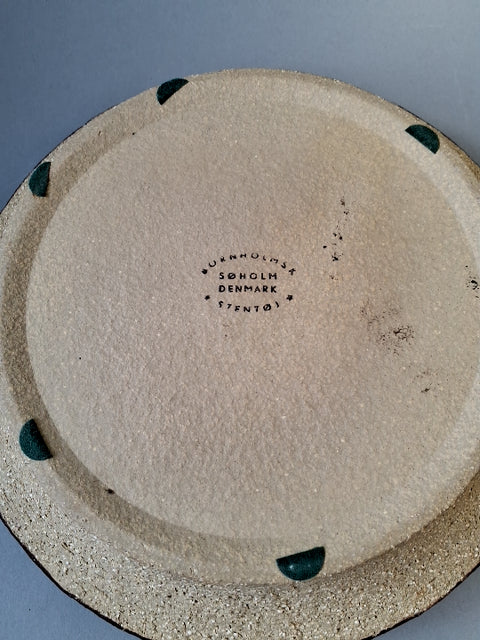 BORNHOLMSK
SØHOLM
DENMARK
★ STENTØJ ★